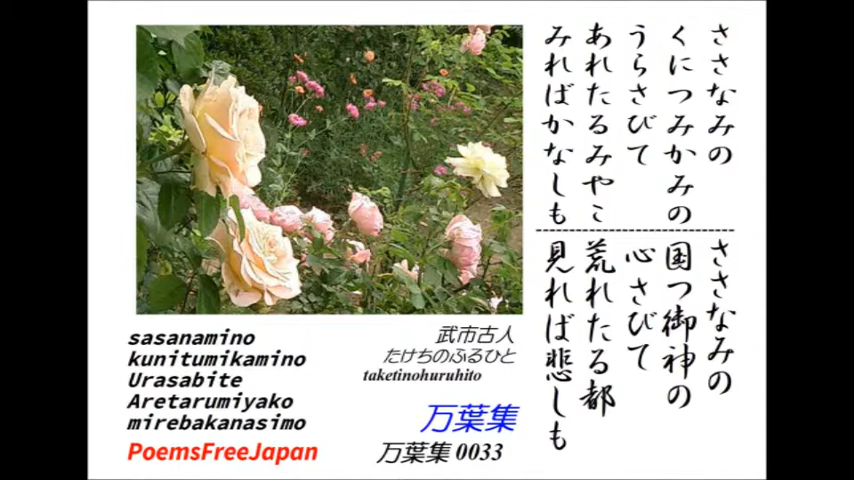 ささなみの
くにつみかみの
うらさびて
あれたるみやこ
みればかなしも
ささなみの
国つ御神の
心さびて
荒れたる都
見れば悲しも
sasanamino
kunitumikamino
Urasabite
Aretarumiyako
mirebakanasimo
PoemsFreeJapan
武市古人
たけちのふるひと
taketinohuruhito
万葉集
万葉集 0033